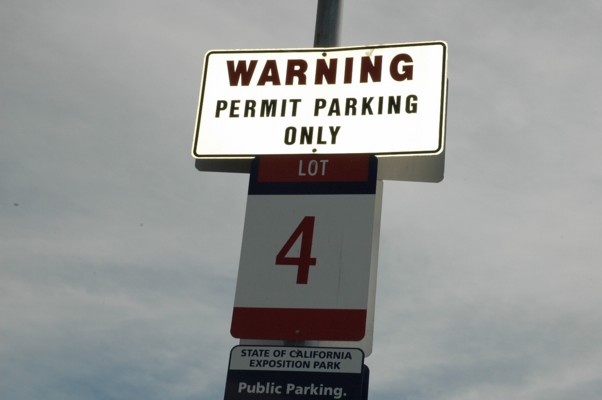 WARNING
PERMIT PARKING
ONLY
LOT
4
STATE OF CALIFORNIA
EXPOSITION PARK
Public Parking.